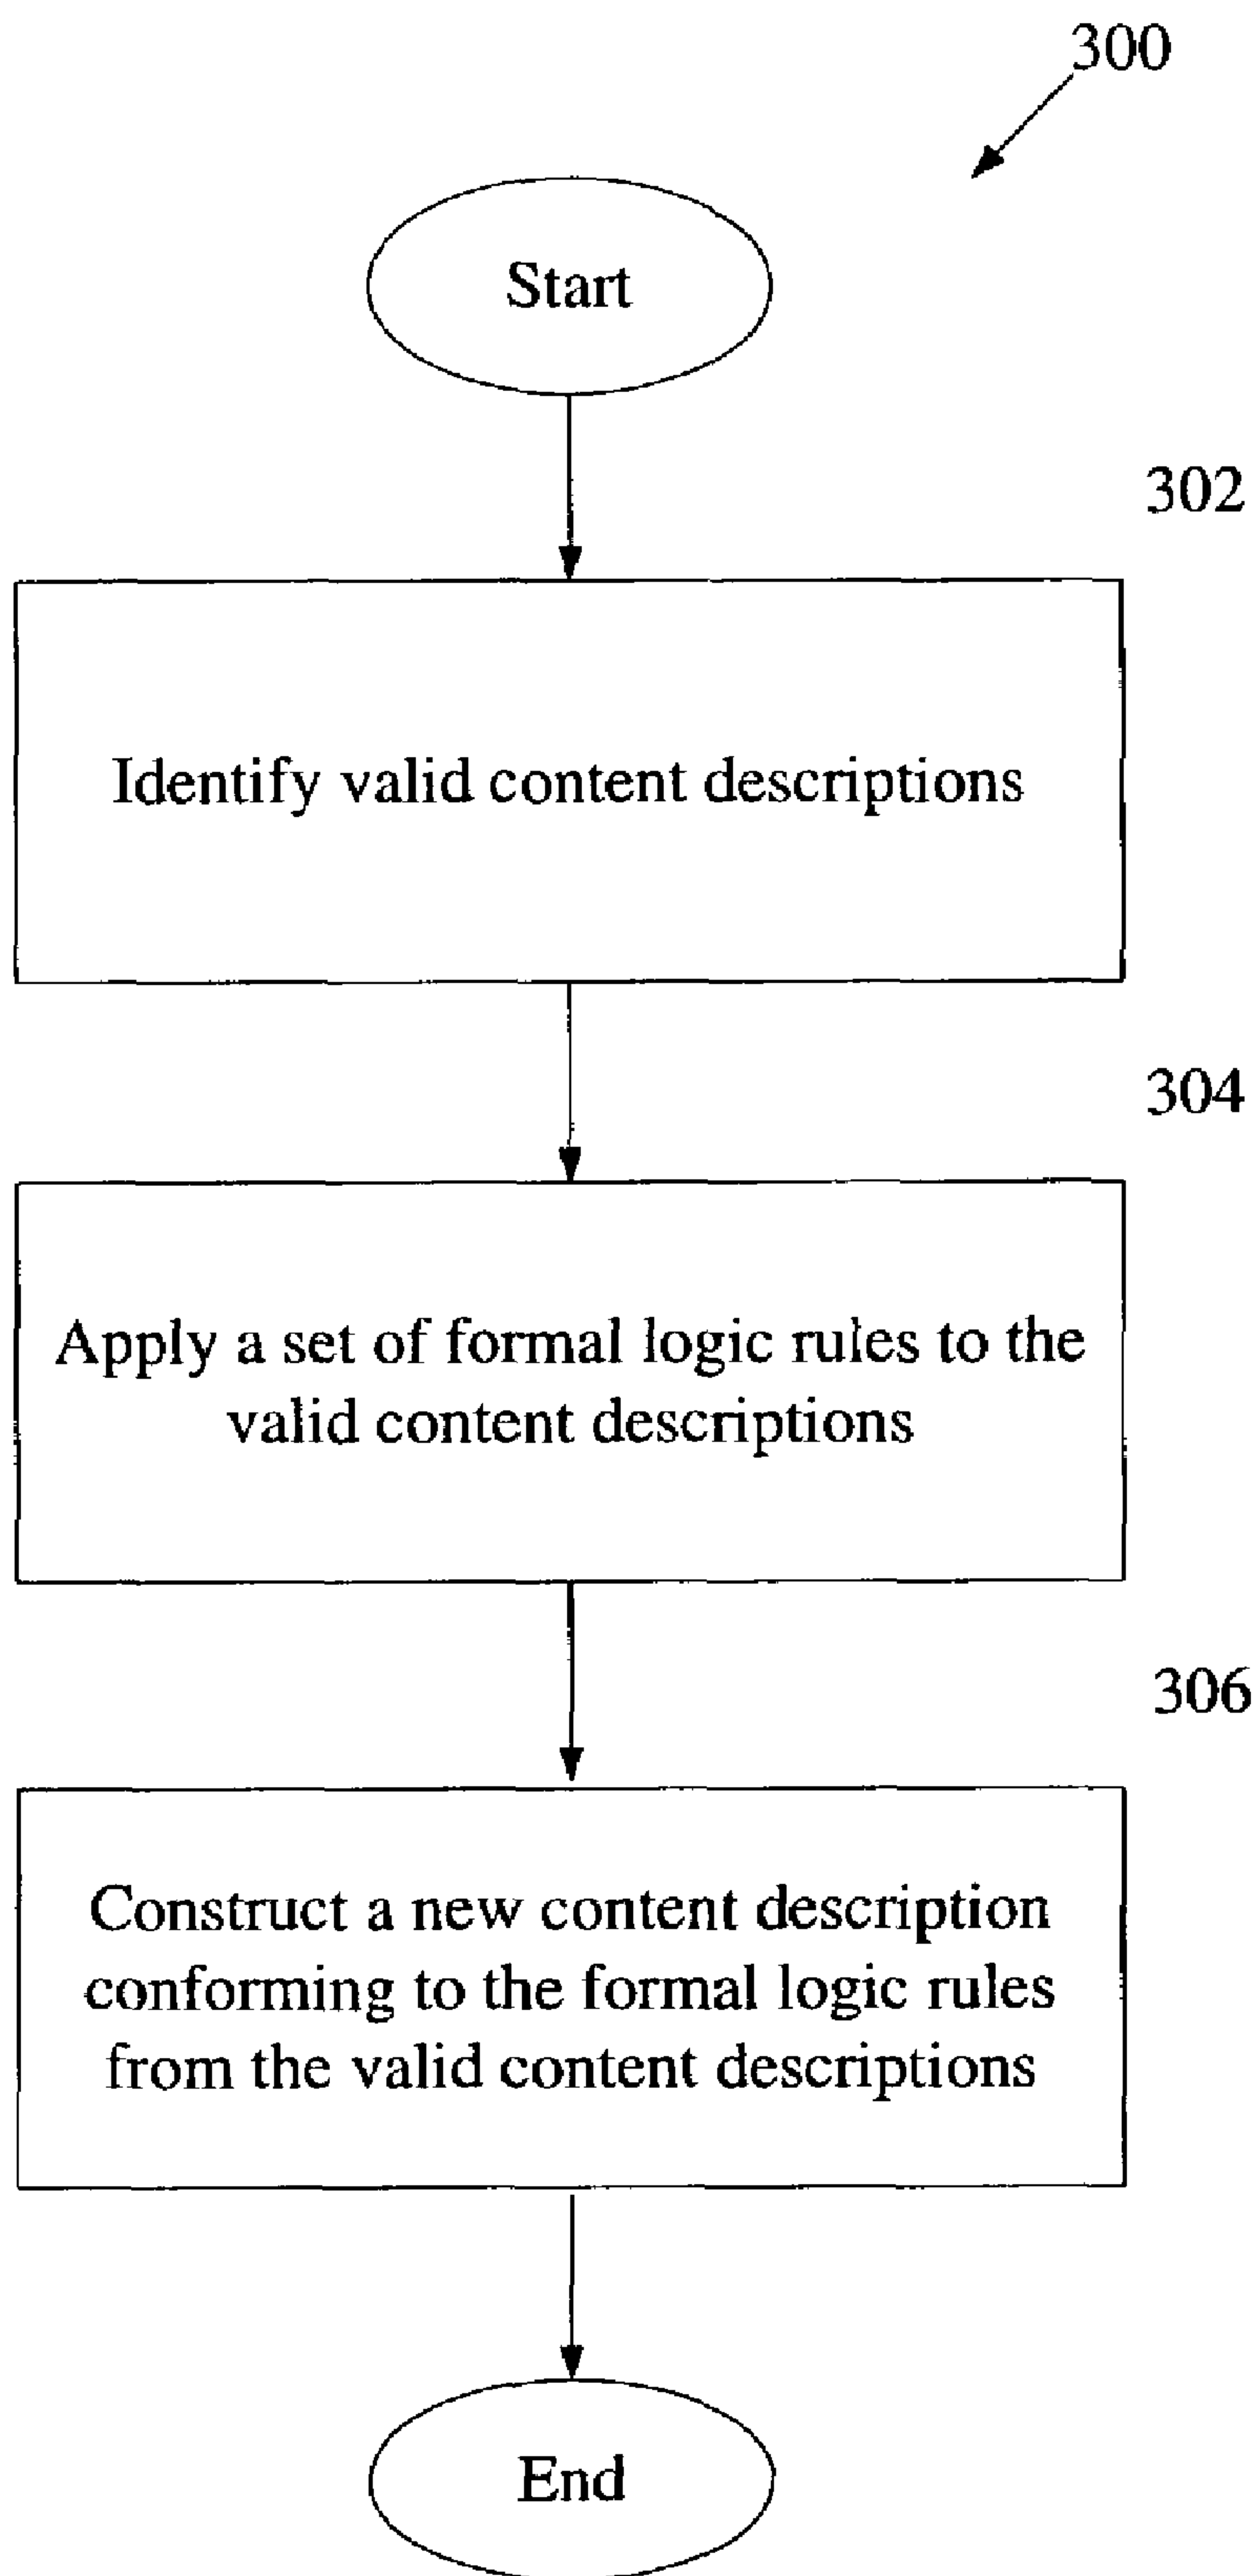 300
Start
302
Identify valid content descriptions
304
Apply a set of formal logic rules to the
valid content descriptions
306
Construct a new content description
conforming to the formal logic rules
from the valid content descriptions
End